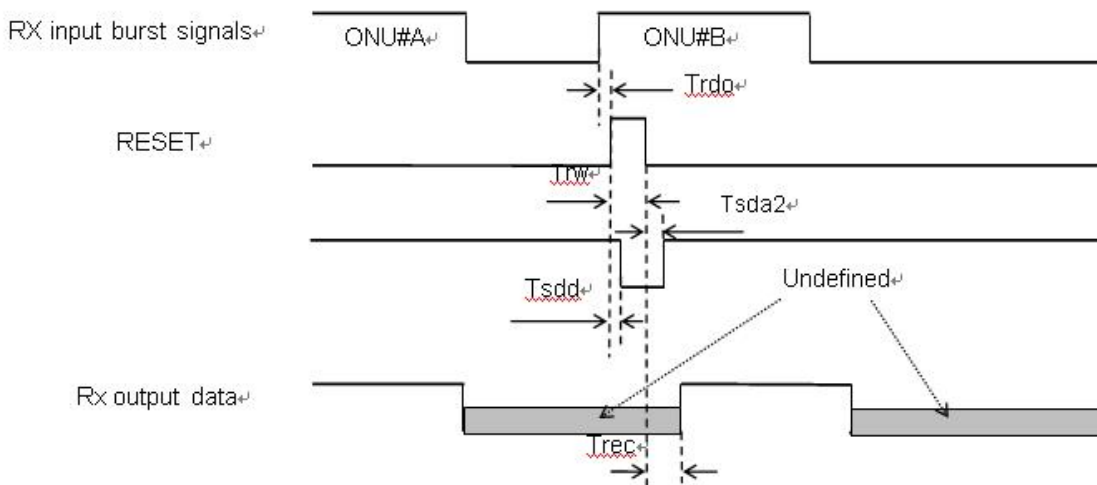 RX input burst signals↵
ONU#A↵
ONU#B↵
Trdo↵
RESET↵
Trw↵
Tsda2↵
Tsdd↵
Undefined↵
Rx output data↵
Trec↵